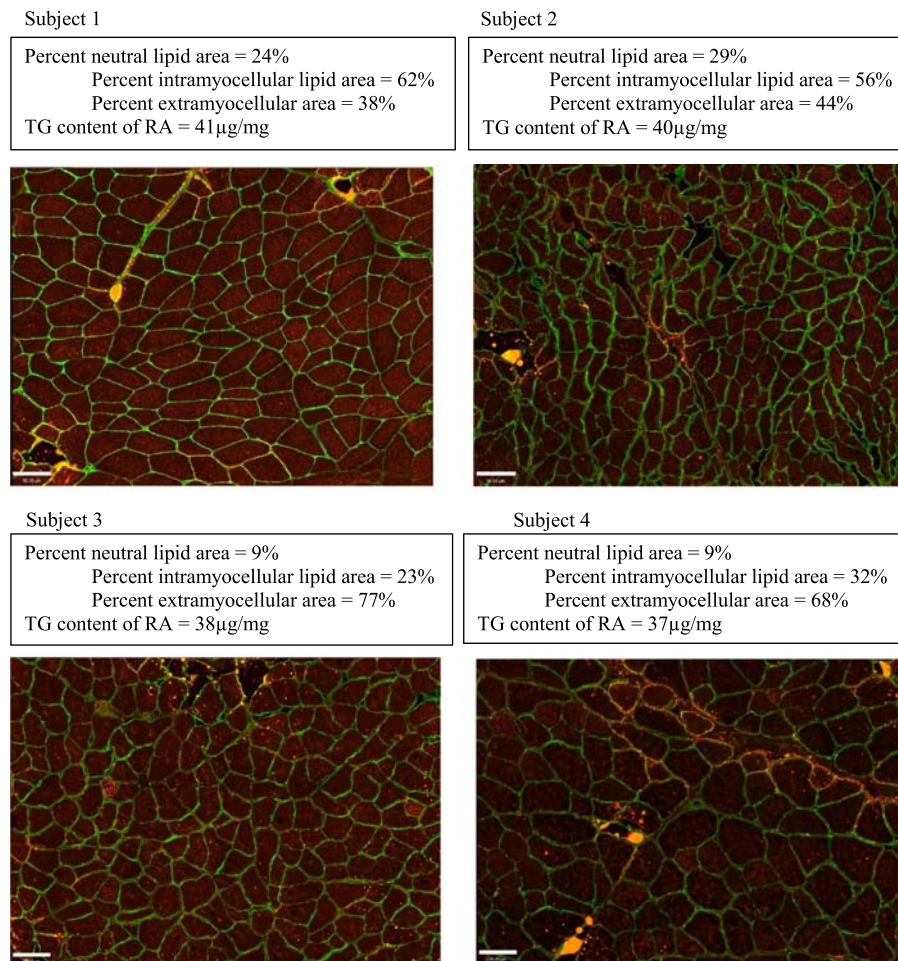 Subject 1
Percent neutral lipid area = 24%
Percent intramyocellular lipid area = 62%
Percent extramyocellular area = 38%
TG content of RA = 41µg/mg
Subject 2
Percent neutral lipid area = 29%
Percent intramyocellular lipid area = 56%
Percent extramyocellular area = 44%
TG content of RA = 40µg/mg
Subject 3
Percent neutral lipid area = 9%
Percent intramyocellular lipid area = 23%
Percent extramyocellular area = 77%
TG content of RA = 38µg/mg
Subject 4
Percent neutral lipid area = 9%
Percent intramyocellular lipid area = 32%
Percent extramyocellular area = 68%
TG content of RA = 37µg/mg